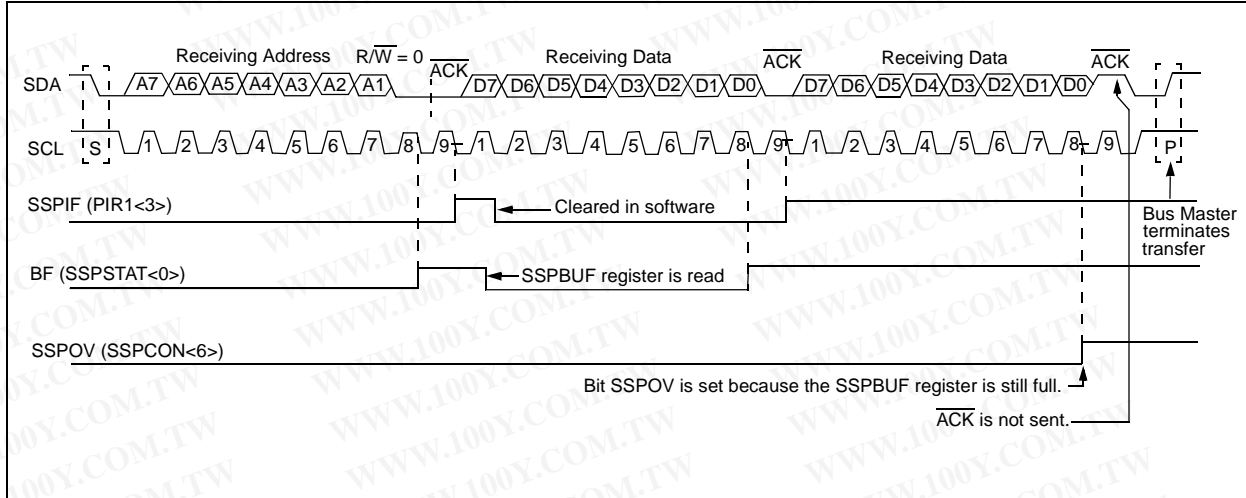 Receiving Address R/W = 0 ACK Receiving Data ACK Receiving Data ACK
SDA A7 A6 A5 A4 A3 A2 A1 D7 D6 D5 D4 D3 D2 D1 D0 D7 D6 D5 D4 D3 D2 D1 D0
SCL S 1 2 3 4 5 6 7 8 9 1 2 3 4 5 6 7 8 9 1 2 3 4 5 6 7 8 9 P
SSPIF (PIR1<3>)
Cleared in software
Bus Master
terminates
transfer
BF (SSPSTAT<0>)
SSPBUF register is read
SSPOV (SSPCON<6>)
Bit SSPOV is set because the SSPBUF register is still full.
ACK is not sent.
WWW.100Y.COM.TW